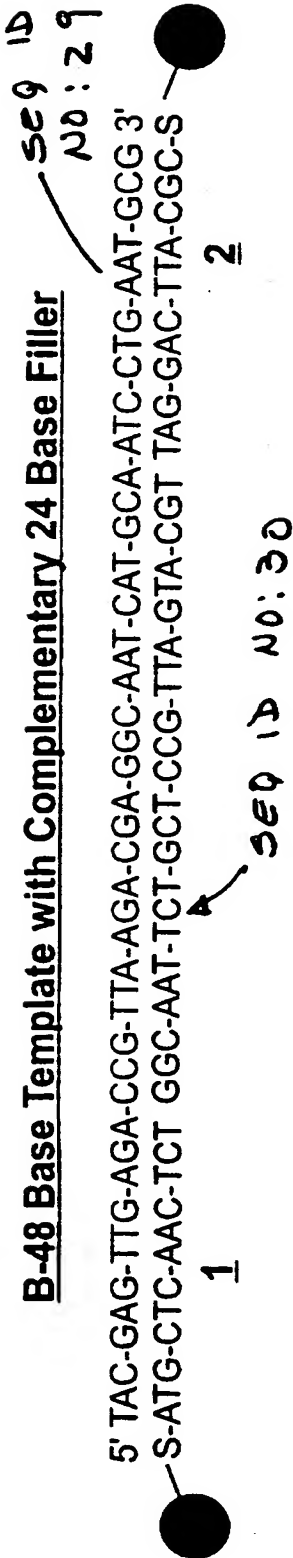 B-48 Base Template with Complementary 24 Base Filler
SEQ ID
NO:29
5' TAC-GAG-TTG-AGA-CCG-TTA-AGA-CGA-GGC-AAT-CAT-GCA-ATC-CTG-AAT-GCG 3'
S-ATG-CTC-AAC-TCT GGC-AAT-TCT-GCT-CCG-TTA-GTA-CGT TAG-GAC-TTA-CGC-S
1
2
SEQ ID NO:30